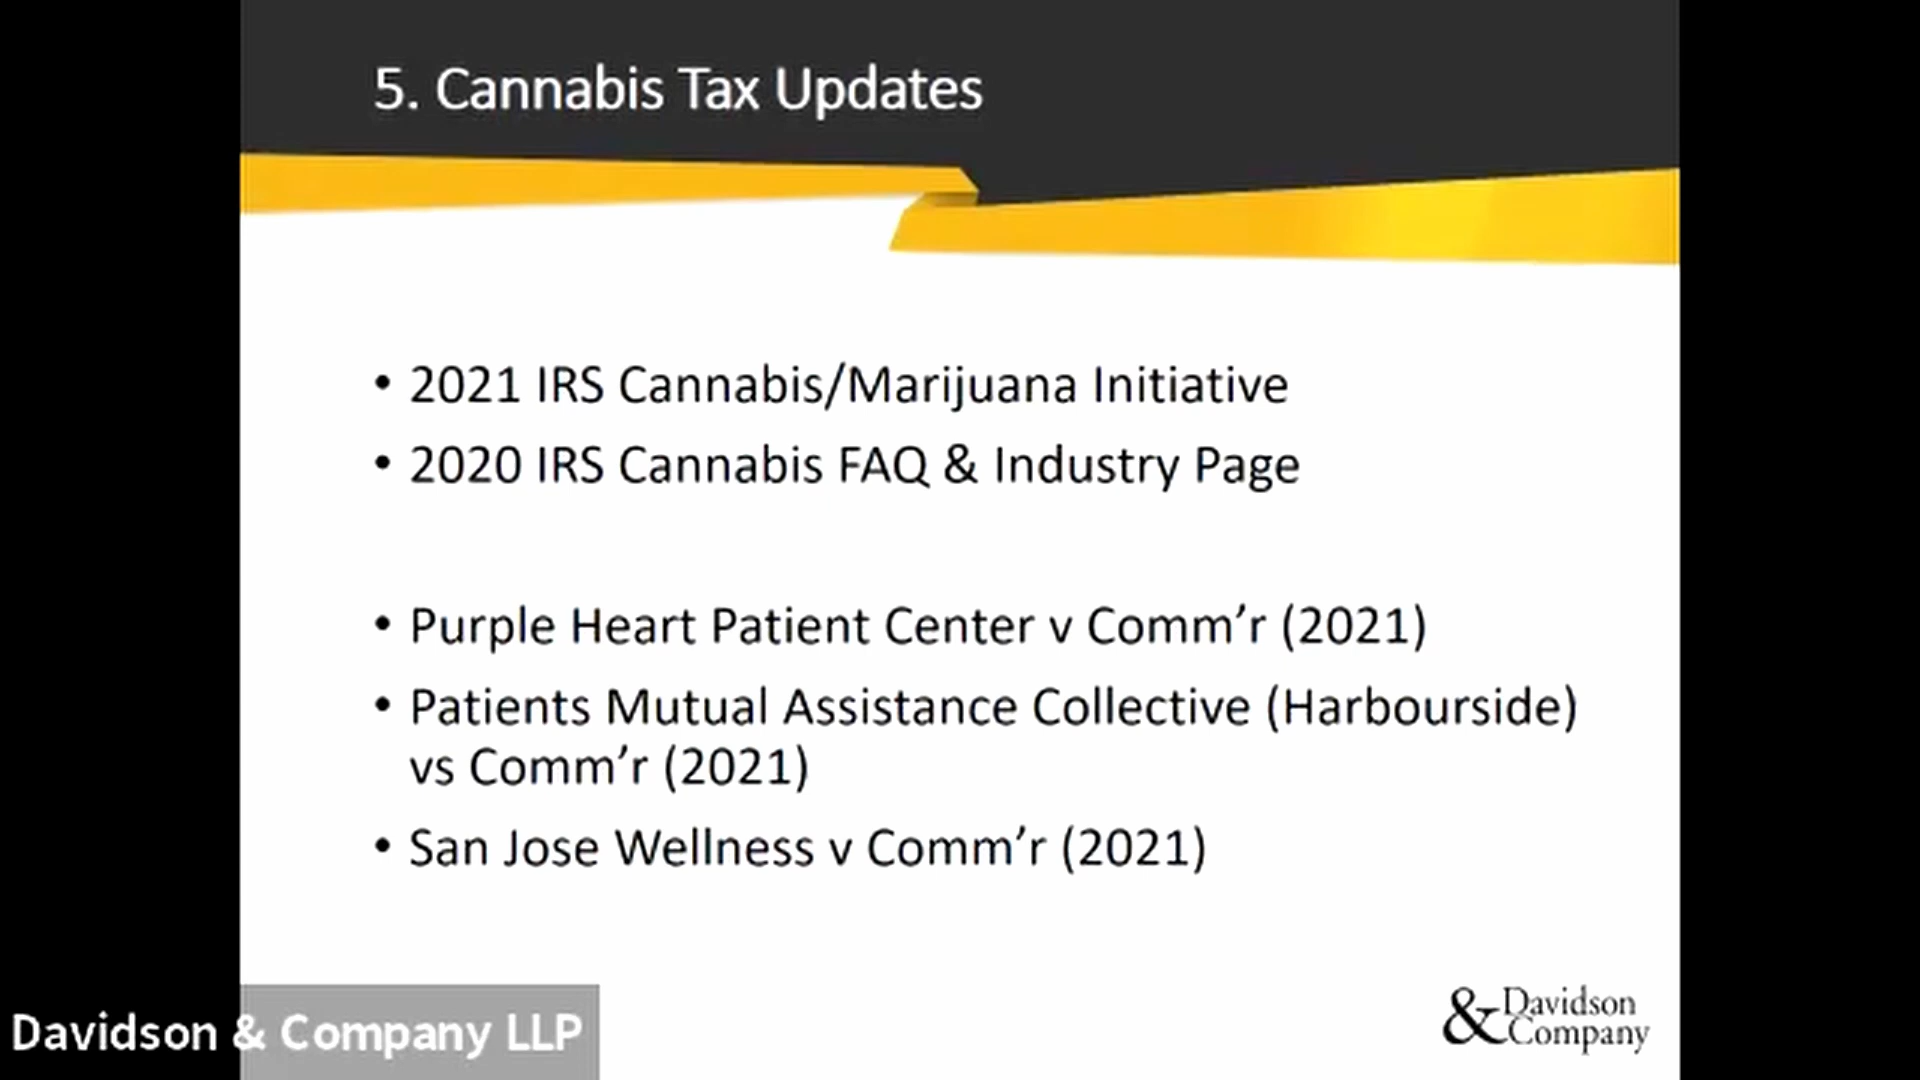 5. Cannabis Tax Updates
• 2021 IRS Cannabis/Marijuana Initiative
• 2020 IRS Cannabis FAQ & Industry Page
• Purple Heart Patient Center v Comm’r (2021)
• Patients Mutual Assistance Collective (Harbourside)
vs Comm’r (2021)
• San Jose Wellness v Comm’r (2021)
Davidson & Company LLP
& Davidson
Company